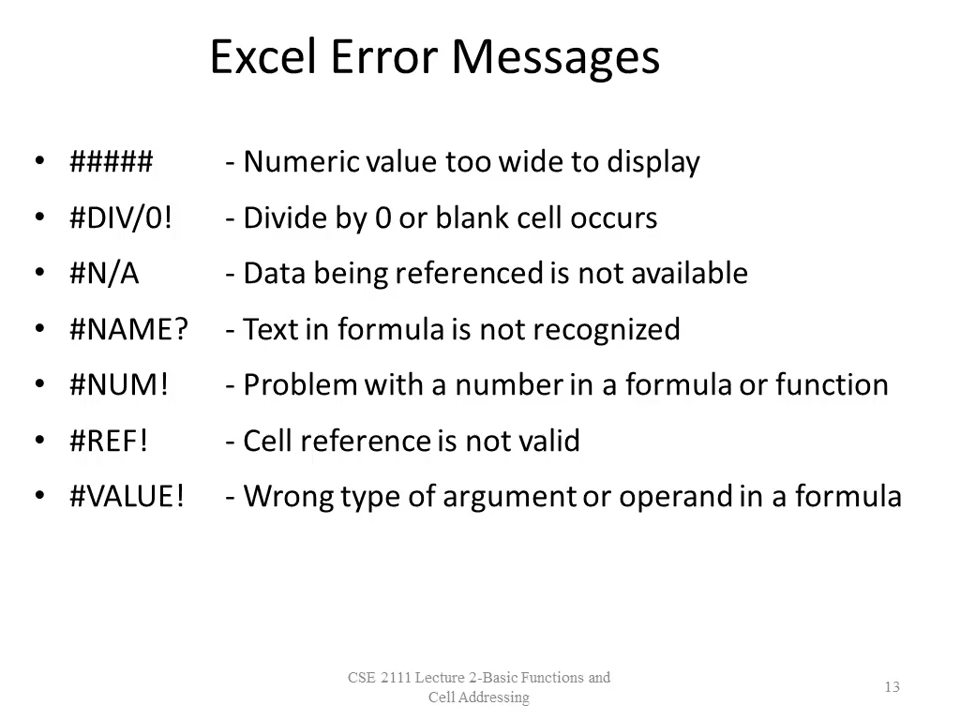 Excel Error Messages
• ##### - Numeric value too wide to display
• #DIV/0! - Divide by 0 or blank cell occurs
• #N/A - Data being referenced is not available
• #NAME? - Text in formula is not recognized
• #NUM! - Problem with a number in a formula or function
• #REF! - Cell reference is not valid
• #VALUE! - Wrong type of argument or operand in a formula
CSE 2111 Lecture 2-Basic Functions and
Cell Addressing
13